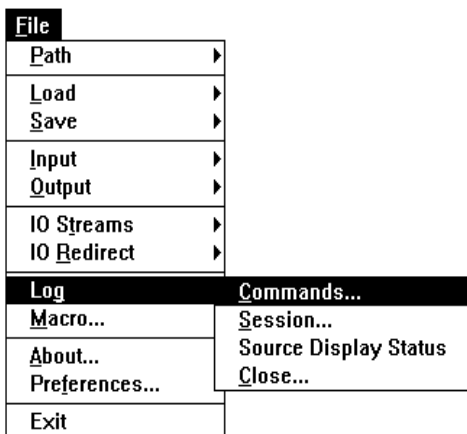 File
Path
Load
Save
Input
Output
IO Streams
IO Redirect
Log
Commands...
Macro...
Session...
Source Display Status
About...
Close...
Preferences...
Exit